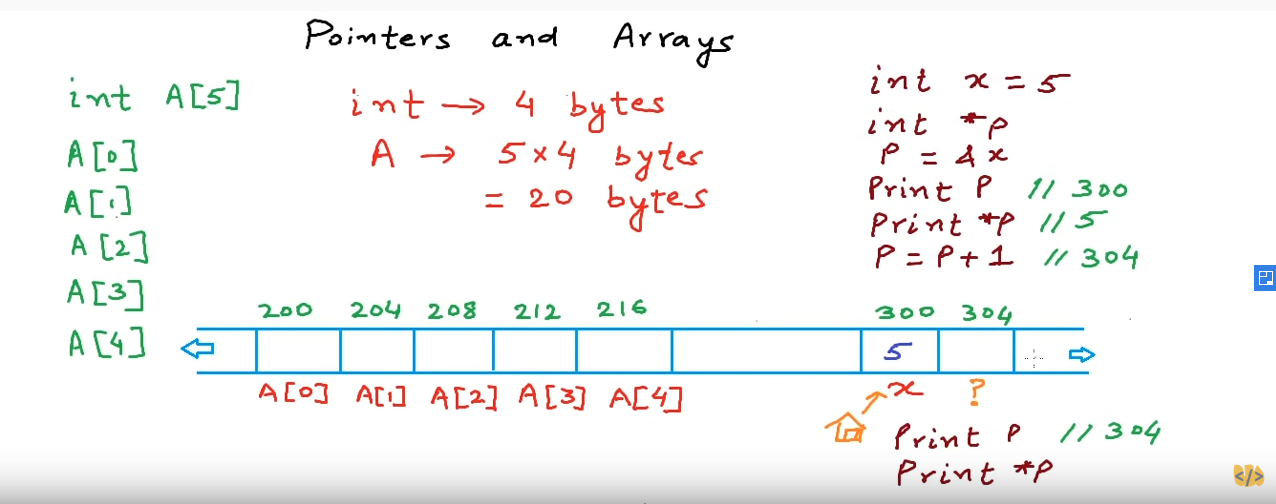 Pointers and Arrays
int A[5]
A[0]
A[1]
A[2]
A[3]
A[4]
int → 4 bytes
A → 5×4 bytes
= 20 bytes
int x = 5
int *p
P = &x
Print P // 300
Print *P // 5
P = P+1 // 304
200 204 208 212 216 300 304
5
A[0] A[1] A[2] A[3] A[4] x ?
Print P // 304
Print *P
</>